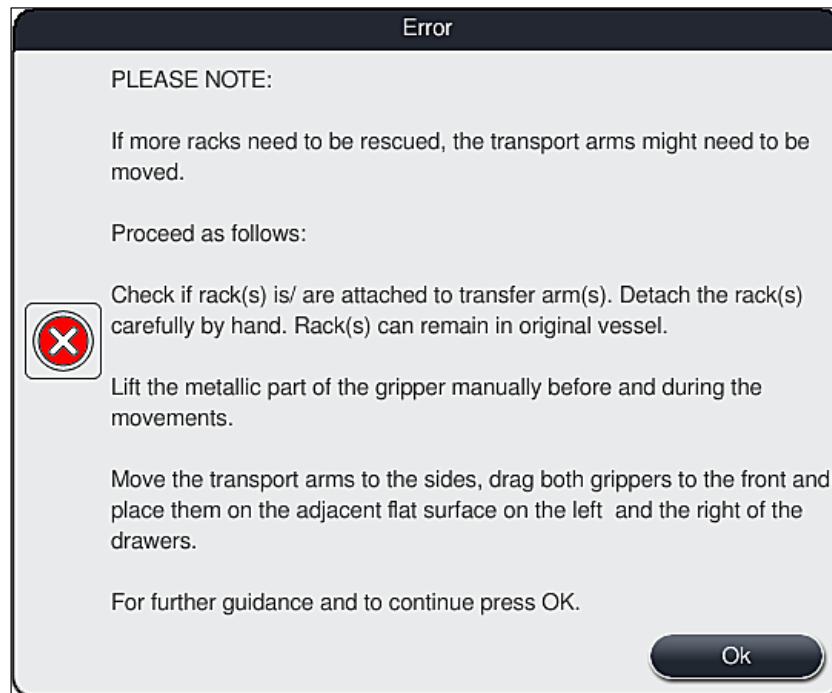 Error
PLEASE NOTE:
If more racks need to be rescued, the transport arms might need to be
moved.
Proceed as follows:
Check if rack(s) is/ are attached to transfer arm(s). Detach the rack(s)
carefully by hand. Rack(s) can remain in original vessel.
Lift the metallic part of the gripper manually before and during the
movements.
Move the transport arms to the sides, drag both grippers to the front and
place them on the adjacent flat surface on the left  and the right of the
drawers.
For further guidance and to continue press OK.
Ok